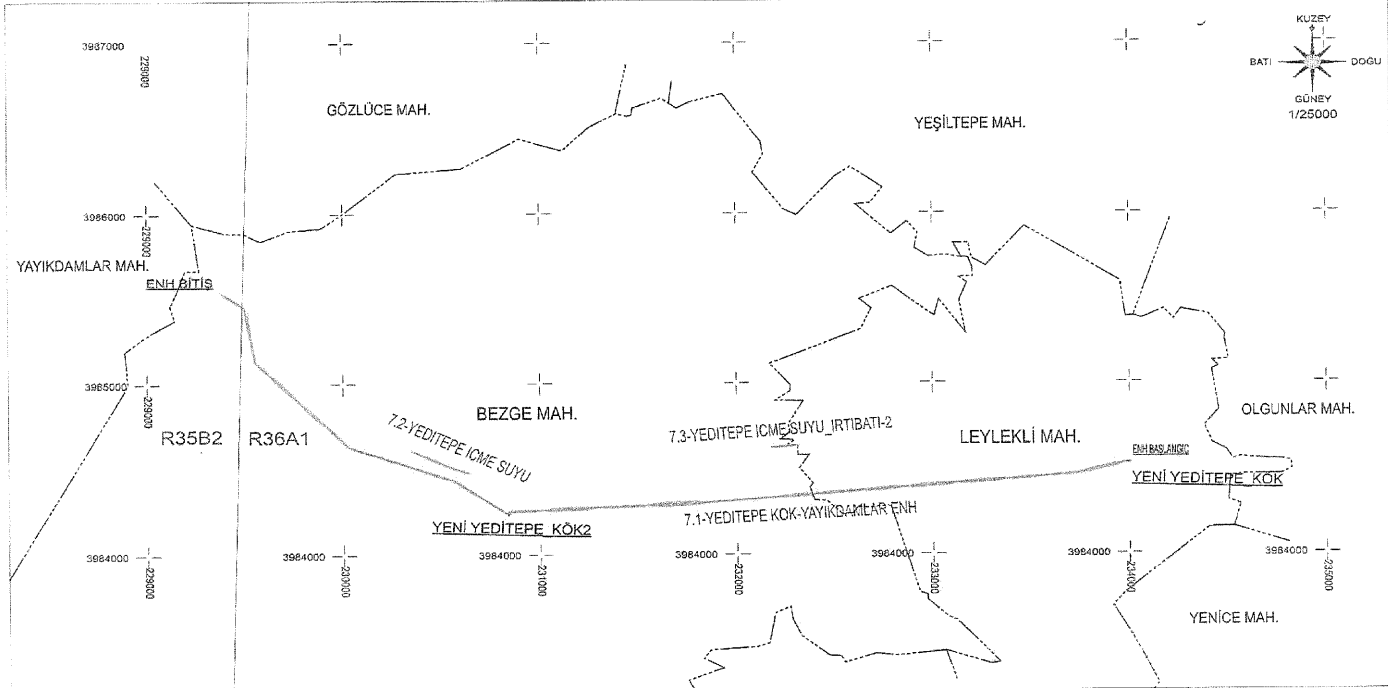 KUZEY
3987000
229000
BATI
DOĞU
GÜNEY
1/25000
GÖZLÜCE MAH.
YEŞİLTEPE MAH.
3986000
229000
YAYIKDAMLAR MAH.
ENH BİTİŞ
3985000
229000
R35B2
R36A1
7.2-YEDITEPE ICME SUYU
BEZGE MAH.
7.3-YEDITEPE ICME SUYU_IRTIBATI-2
LEYLEKLİ MAH.
OLGUNLAR MAH.
ENH BASLANGIC
YENİ YEDİTEPE_KÖK
7.1-YEDITEPE KOK-YAYIKDAMLAR ENH
YENİ YEDİTEPE_KÖK2
3984000
3984000
3984000
3984000
3984000
3984000
3984000
229000
230000
231000
232000
233000
234000
235000
YENİCE MAH.